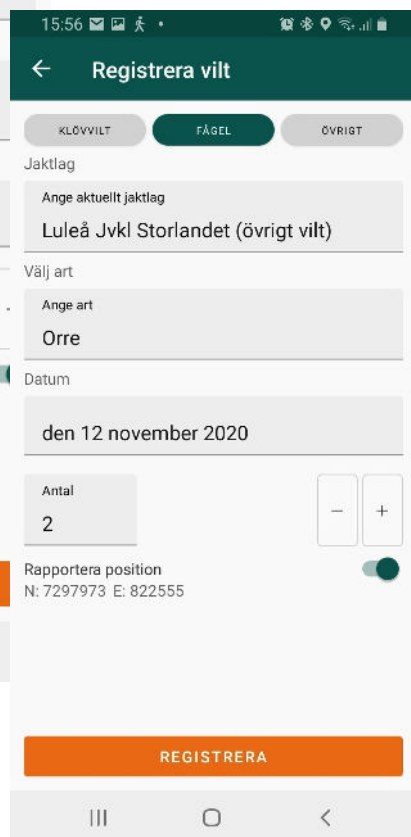 15:56
Registrera vilt
KLÖVVILT FÅGEL ÖVRIGT
Jaktlag
Ange aktuellt jaktlag
Luleå Jvkl Storlandet (övrigt vilt)
Välj art
Ange art
Orre
Datum
den 12 november 2020
Antal
2
− +
Rapportera position
N: 7297973 E: 822555
REGISTRERA